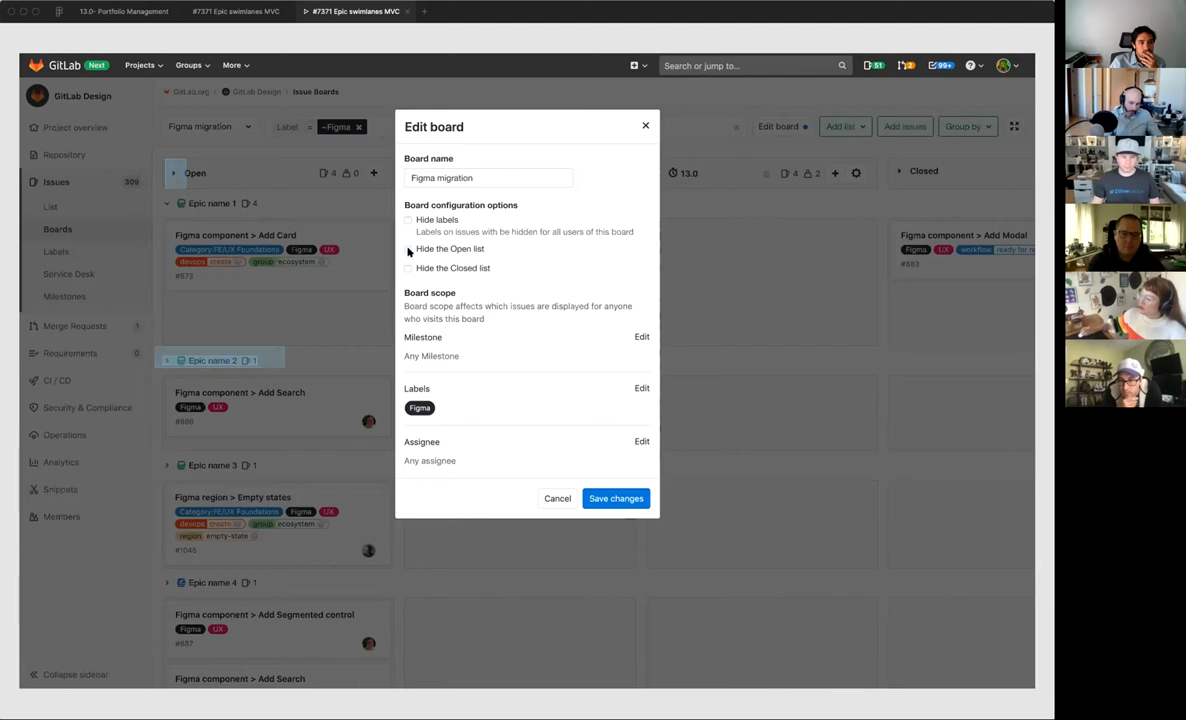 13.0- Portfolio Management
#7371 Epic swimlanes MVC
#7371 Epic swimlanes MVC
GitLab Next Projects Groups More
Search or jump to...
51 2 99+
GitLab Design
GitLab.org GitLab Design Issue Boards
Project overview
Repository
Issues 309
List
Boards
Labels
Service Desk
Milestones
Merge Requests 1
Requirements 0
CI / CD
Security & Compliance
Operations
Analytics
Snippets
Members
Collapse sidebar
Figma migration
Label = ~Figma
Edit board
Add list
Add issues
Group by
Open 4 0
13.0 4 2
Closed
Epic name 1 4
Figma component > Add Card
Category:FE/UX Foundations Figma UX
devops create group ecosystem
#673
Figma component > Add Modal
Figma UX workflow ready for
#683
Epic name 2 1
Figma component > Add Search
Figma UX
#686
Epic name 3 1
Figma region > Empty states
Category:FE/UX Foundations Figma UX
devops create group ecosystem
region empty-state
#1045
Epic name 4 1
Figma component > Add Segmented control
Figma UX
#687
Figma component > Add Search
Edit board
Board name
Figma migration
Board configuration options
Hide labels
Labels on issues with be hidden for all users of this board
Hide the Open list
Hide the Closed list
Board scope
Board scope affects which issues are displayed for anyone
who visits this board
Milestone Edit
Any Milestone
Labels Edit
Figma
Assignee Edit
Any assignee
Cancel
Save changes